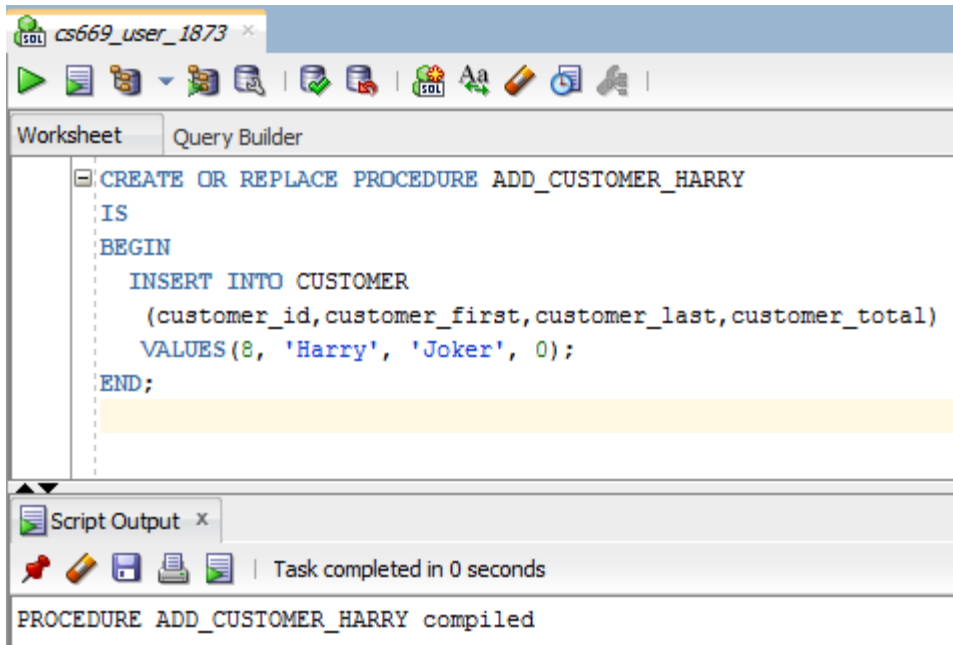 cs669_user_1873
Worksheet Query Builder
CREATE OR REPLACE PROCEDURE ADD_CUSTOMER_HARRY
IS
BEGIN
INSERT INTO CUSTOMER
(customer_id,customer_first,customer_last,customer_total)
VALUES(8, 'Harry', 'Joker', 0);
END;
Script Output x
Task completed in 0 seconds
PROCEDURE ADD_CUSTOMER_HARRY compiled